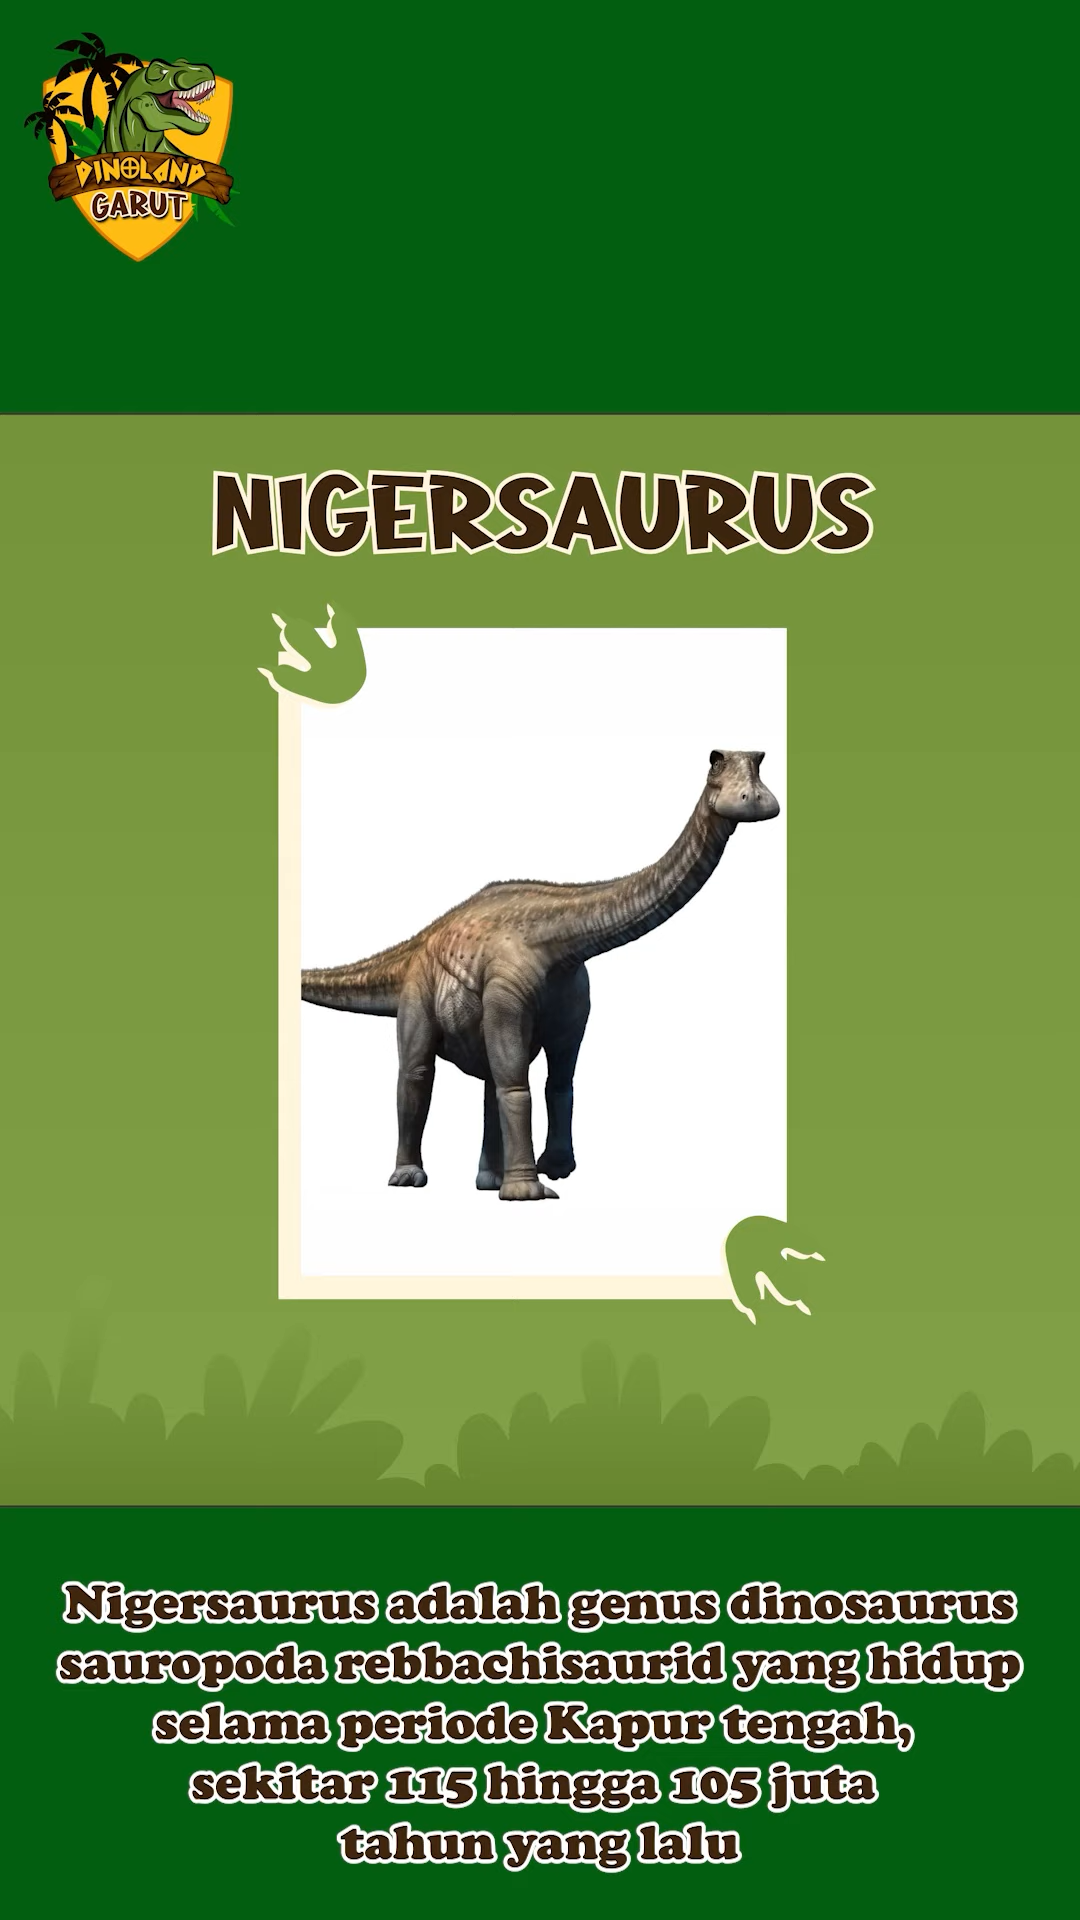 DINOLAND
GARUT
NIGERSAURUS
Nigersaurus adalah genus dinosaurus
sauropoda rebbachisaurid yang hidup
selama periode Kapur tengah,
sekitar 115 hingga 105 juta
tahun yang lalu